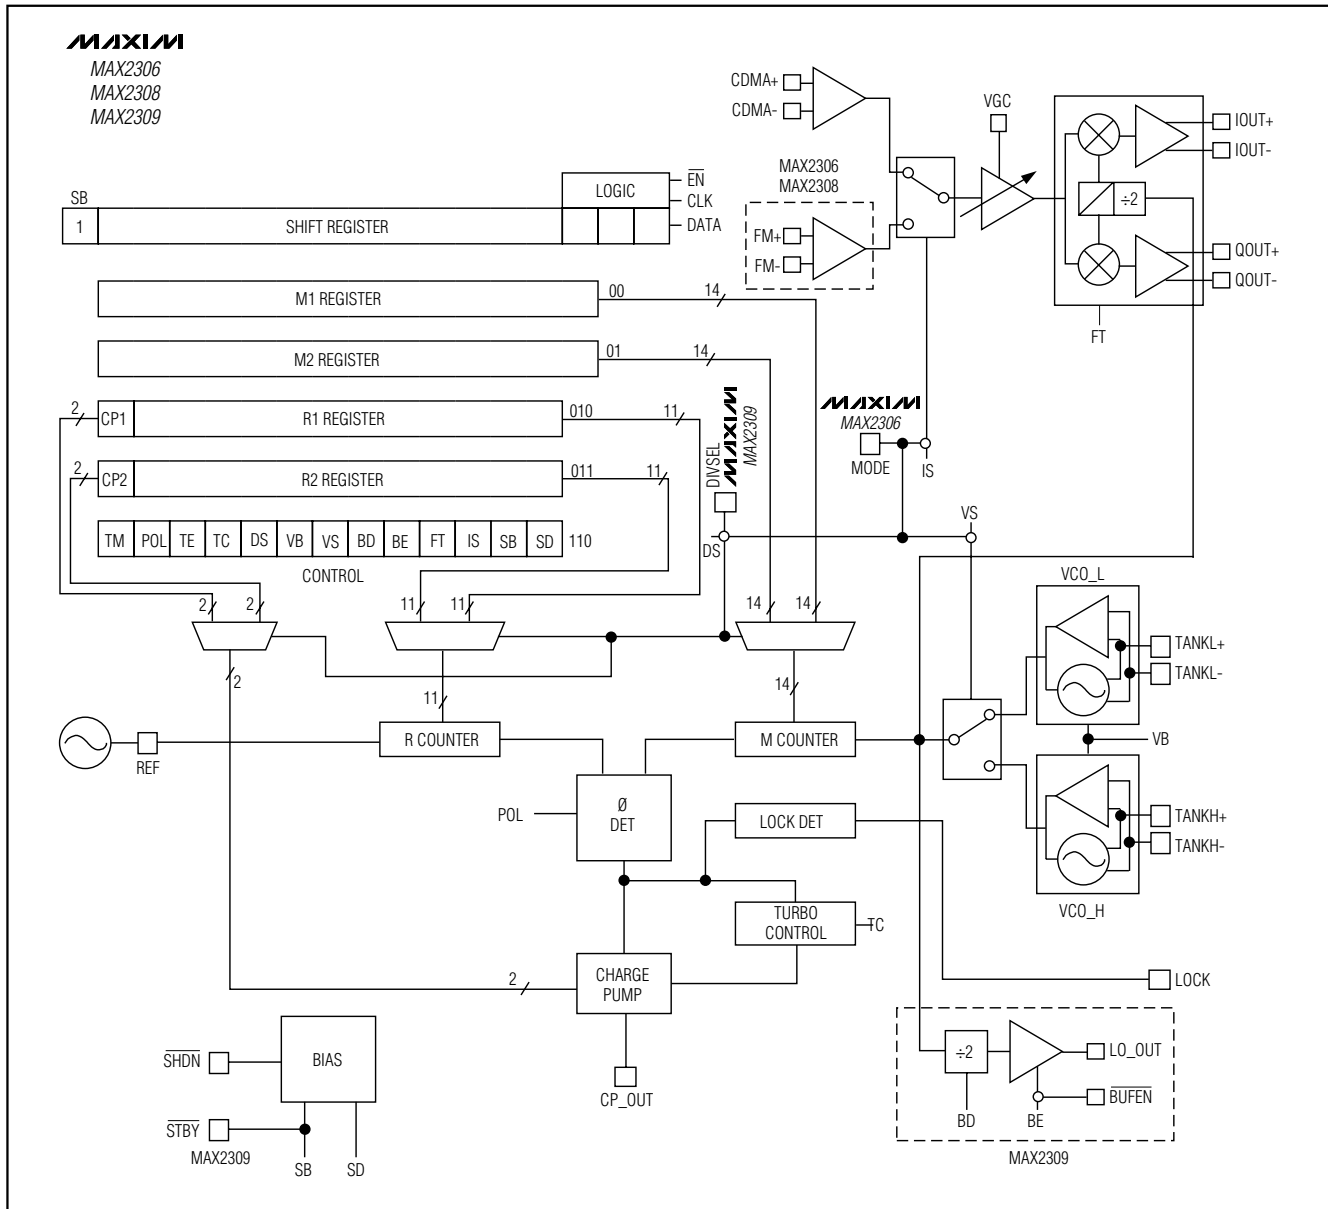 MAXIM
MAX2306
MAX2308
MAX2309
CDMA+
CDMA-
VGC
IOUT+
IOUT-
MAX2306
MAX2308
÷2
FM+
FM-
QOUT+
QOUT-
FT
SB
LOGIC
EN
CLK
1
SHIFT REGISTER
DATA
M1 REGISTER
00
14
M2 REGISTER
01
14
2
CP1
R1 REGISTER
010
11
2
CP2
R2 REGISTER
011
11
TM POL TE TC DS VB VS BD BE FT IS SB SD 110
CONTROL
DIVSEL
MAXIM
MAX2309
DS
MAXIM
MAX2306
MODE
IS
VS
2
2
11
11
14
14
2
11
14
VCO_L
TANKL+
TANKL-
VB
TANKH+
TANKH-
VCO_H
REF
R COUNTER
M COUNTER
POL
Ø
DET
LOCK DET
TURBO
CONTROL
TC
2
CHARGE
PUMP
LOCK
CP_OUT
SHDN
BIAS
STBY
MAX2309
SB
SD
÷2
LO_OUT
BUFEN
BD
BE
MAX2309